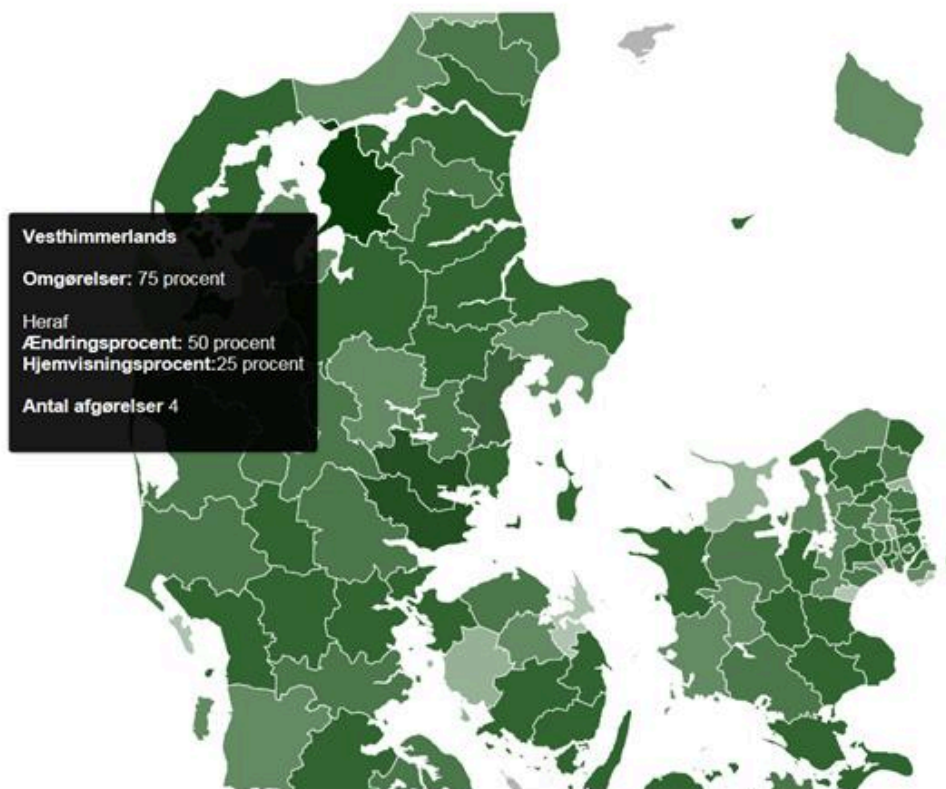 Vesthimmerlands
Omgørelser: 75 procent
Heraf
Ændringsprocent: 50 procent
Hjemvisningsprocent:25 procent
Antal afgørelser 4